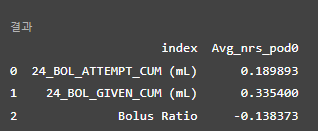 결과
index Avg_nrs_pod0
0 24_BOL_ATTEMPT_CUM (mL) 0.189893
1 24_BOL_GIVEN_CUM (mL) 0.335400
2 Bolus Ratio -0.138373